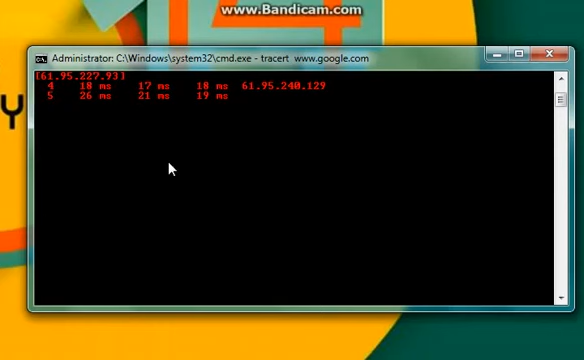 www.Bandicam.com
Administrator: C:\Windows\system32\cmd.exe - tracert  www.google.com
[61.95.227.93]
4    18 ms    17 ms    18 ms  61.95.240.129
5    26 ms    21 ms    19 ms
Y